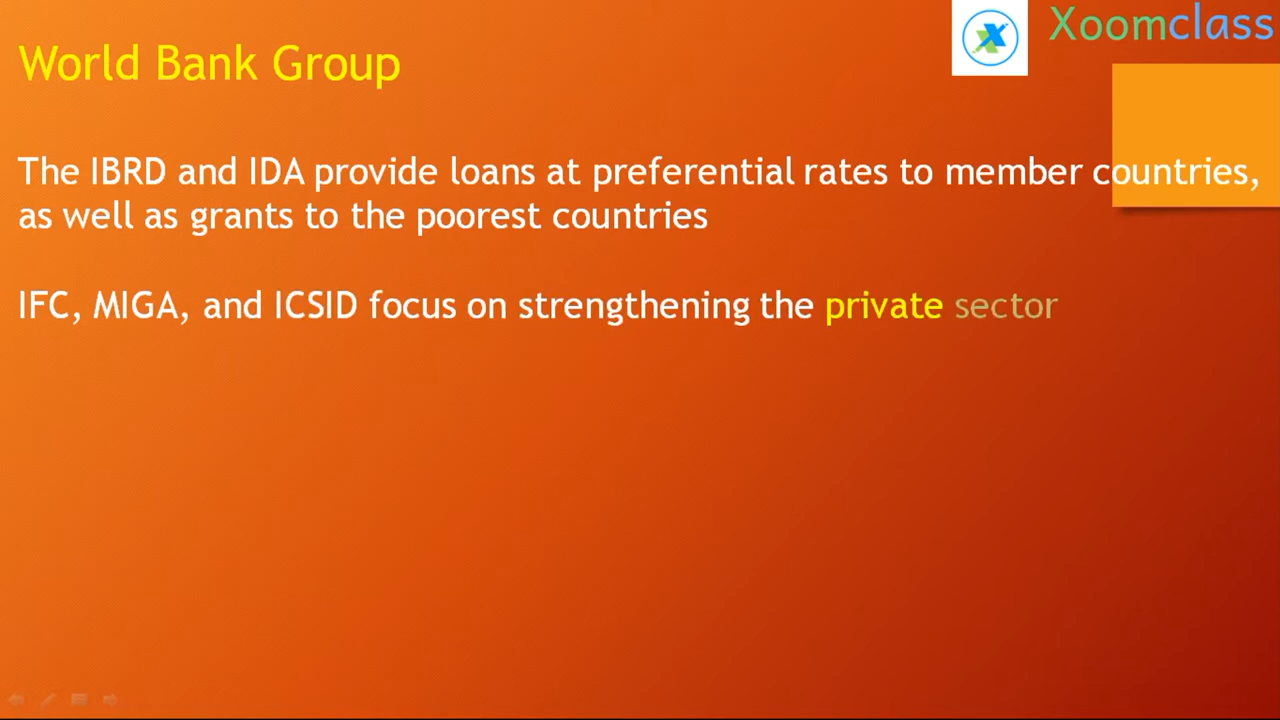 Xoomclass
World Bank Group
The IBRD and IDA provide loans at preferential rates to member countries,
as well as grants to the poorest countries
IFC, MIGA, and ICSID focus on strengthening the private sector